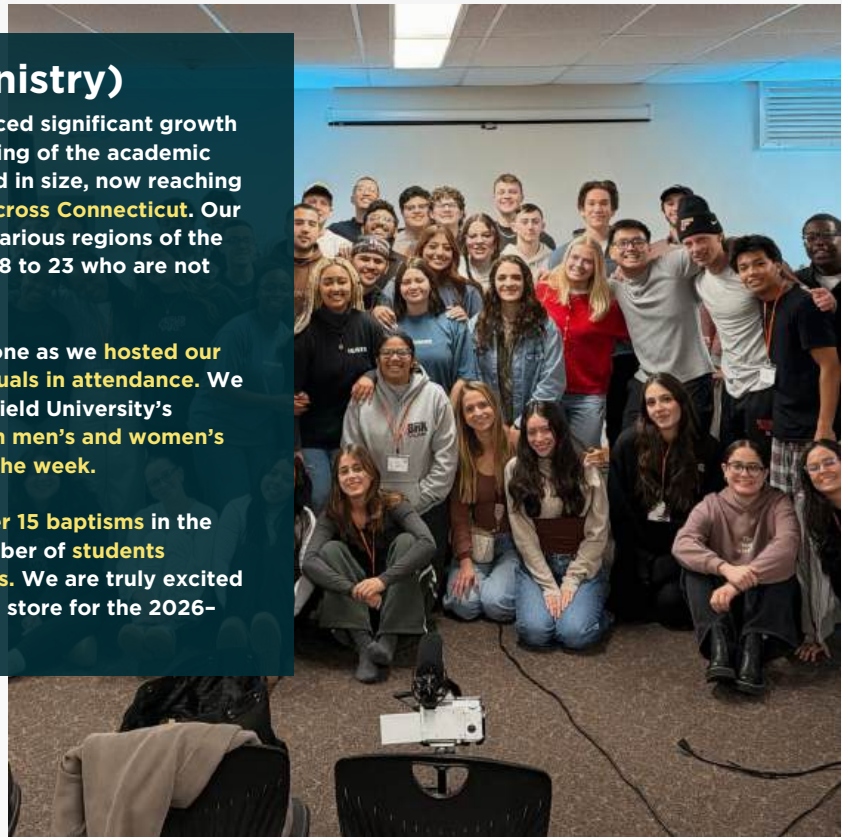 nistry)
ced significant growth
ing of the academic
d in size, now reaching
cross Connecticut. Our
arious regions of the
8 to 23 who are not
one as we hosted our
uals in attendance. We
ield University's
n men's and women's
he week.
er 15 baptisms in the
ber of students
s. We are truly excited
store for the 2026–